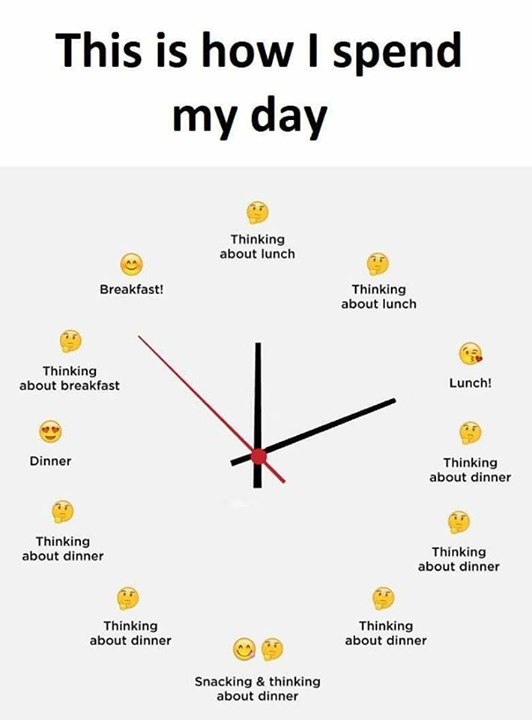 This is how I spend
my day
Thinking
about lunch
Thinking
about lunch
Lunch!
Thinking
about dinner
Thinking
about dinner
Thinking
about dinner
Snacking & thinking
about dinner
Thinking
about dinner
Thinking
about dinner
Dinner
Thinking
about breakfast
Breakfast!